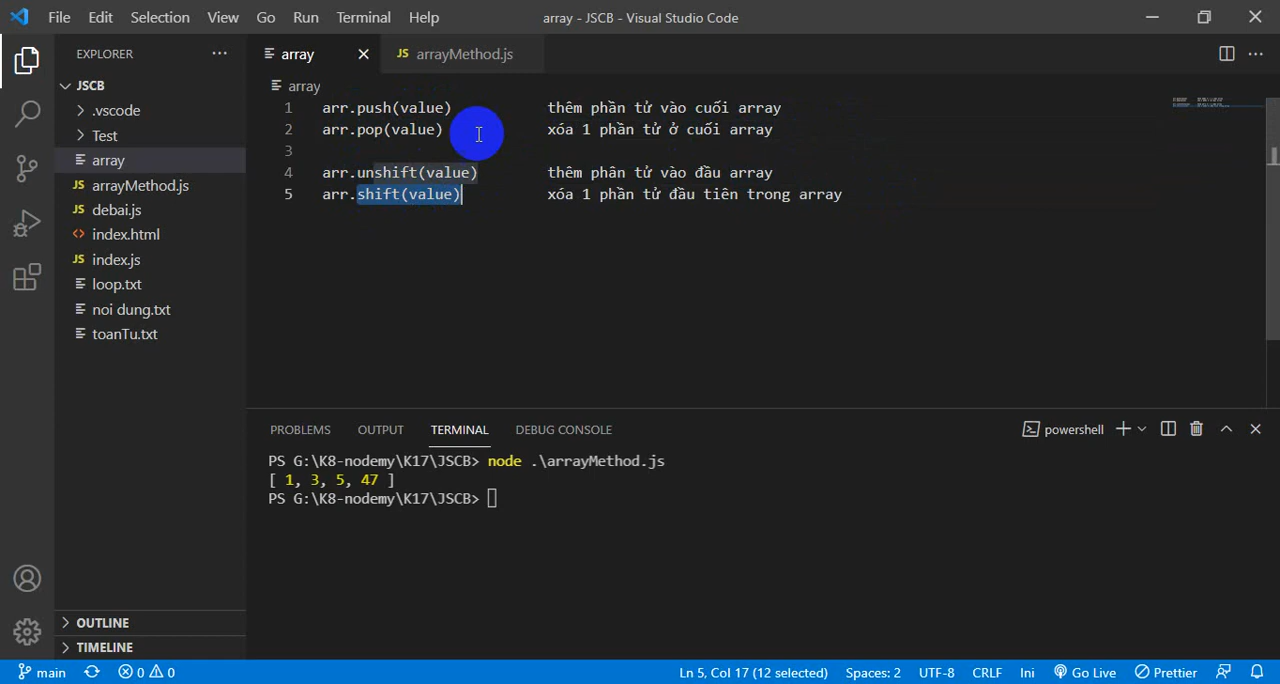 File Edit Selection View Go Run Terminal Help array - JSCB - Visual Studio Code
EXPLORER
JSCB
.vscode
Test
array
JS arrayMethod.js
JS debai.js
<> index.html
JS index.js
loop.txt
noi dung.txt
toanTu.txt
OUTLINE
TIMELINE
array JS arrayMethod.js
array
1 arr.push(value) thêm phần tử vào cuối array
2 arr.pop(value) xóa 1 phần tử ở cuối array
3
4 arr.unshift(value) thêm phân tử vào đầu array
5 arr.shift(value) xóa 1 phần tử đầu tiên trong array
PROBLEMS OUTPUT TERMINAL DEBUG CONSOLE powershell
PS G:\K8-nodemy\K17\JSCB> node .\arrayMethod.js
[ 1, 3, 5, 47 ]
PS G:\K8-nodemy\K17\JSCB>
main 0 0 Ln 5, Col 17 (12 selected) Spaces: 2 UTF-8 CRLF Ini Go Live Prettier